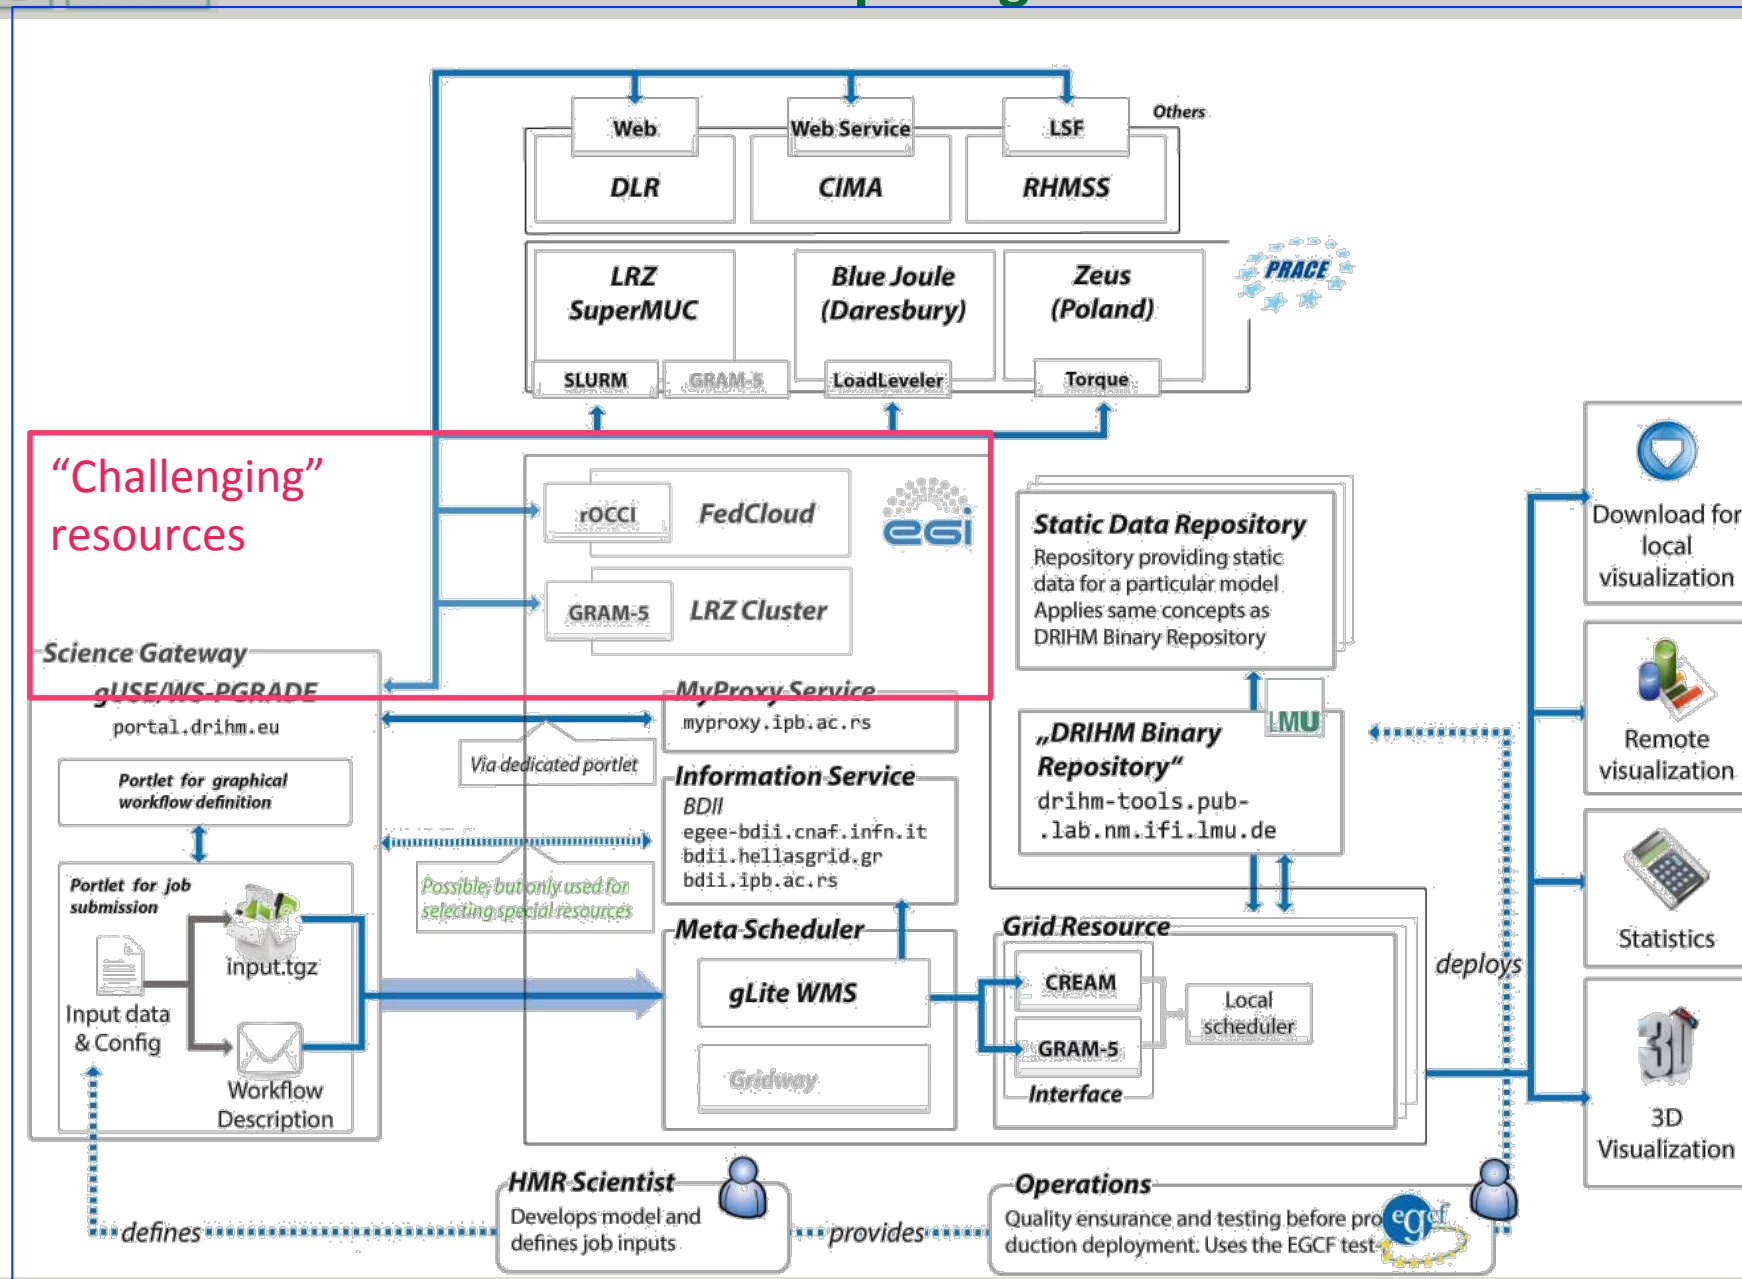 Web
Web Service
LSF
Others
DLR
CIMA
RHMSS
LRZ
SuperMUC
Blue Joule
(Daresbury)
Zeus
(Poland)
PRACE
SLURM
GRAM-5
LoadLeveler
Torque
“Challenging”
resources
rOCCI
FedCloud
egi
GRAM-5
LRZ Cluster
Static Data Repository
Repository providing static
data for a particular model
Applies same concepts as
DRIHM Binary Repository
Download for
local
visualization
Science Gateway
gUSE/WS-PGRADE
portal.drihm.eu
MyProxy Service
myproxy.ipb.ac.rs
Via dedicated portlet
LMU
„DRIHM Binary
Repository“
drihm-tools.pub-
.lab.nm.ifi.lmu.de
Remote
visualization
Portlet for graphical
workflow definition
Information Service
BDII
egee-bdii.cnaf.infn.it
bdii.hellasgrid.gr
bdii.ipb.ac.rs
Possible, but only used for
selecting special resources
Portlet for job
submission
input.tgz
Input data
& Config
Workflow
Description
Meta Scheduler
gLite WMS
Gridway
Grid Resource
CREAM
GRAM-5
Interface
Local
scheduler
deploys
Statistics
3D
3D
Visualization
HMR Scientist
Develops model and
defines job inputs
defines
provides
Operations
Quality ensurance and testing before pro
duction deployment. Uses the EGCF test-
egcf